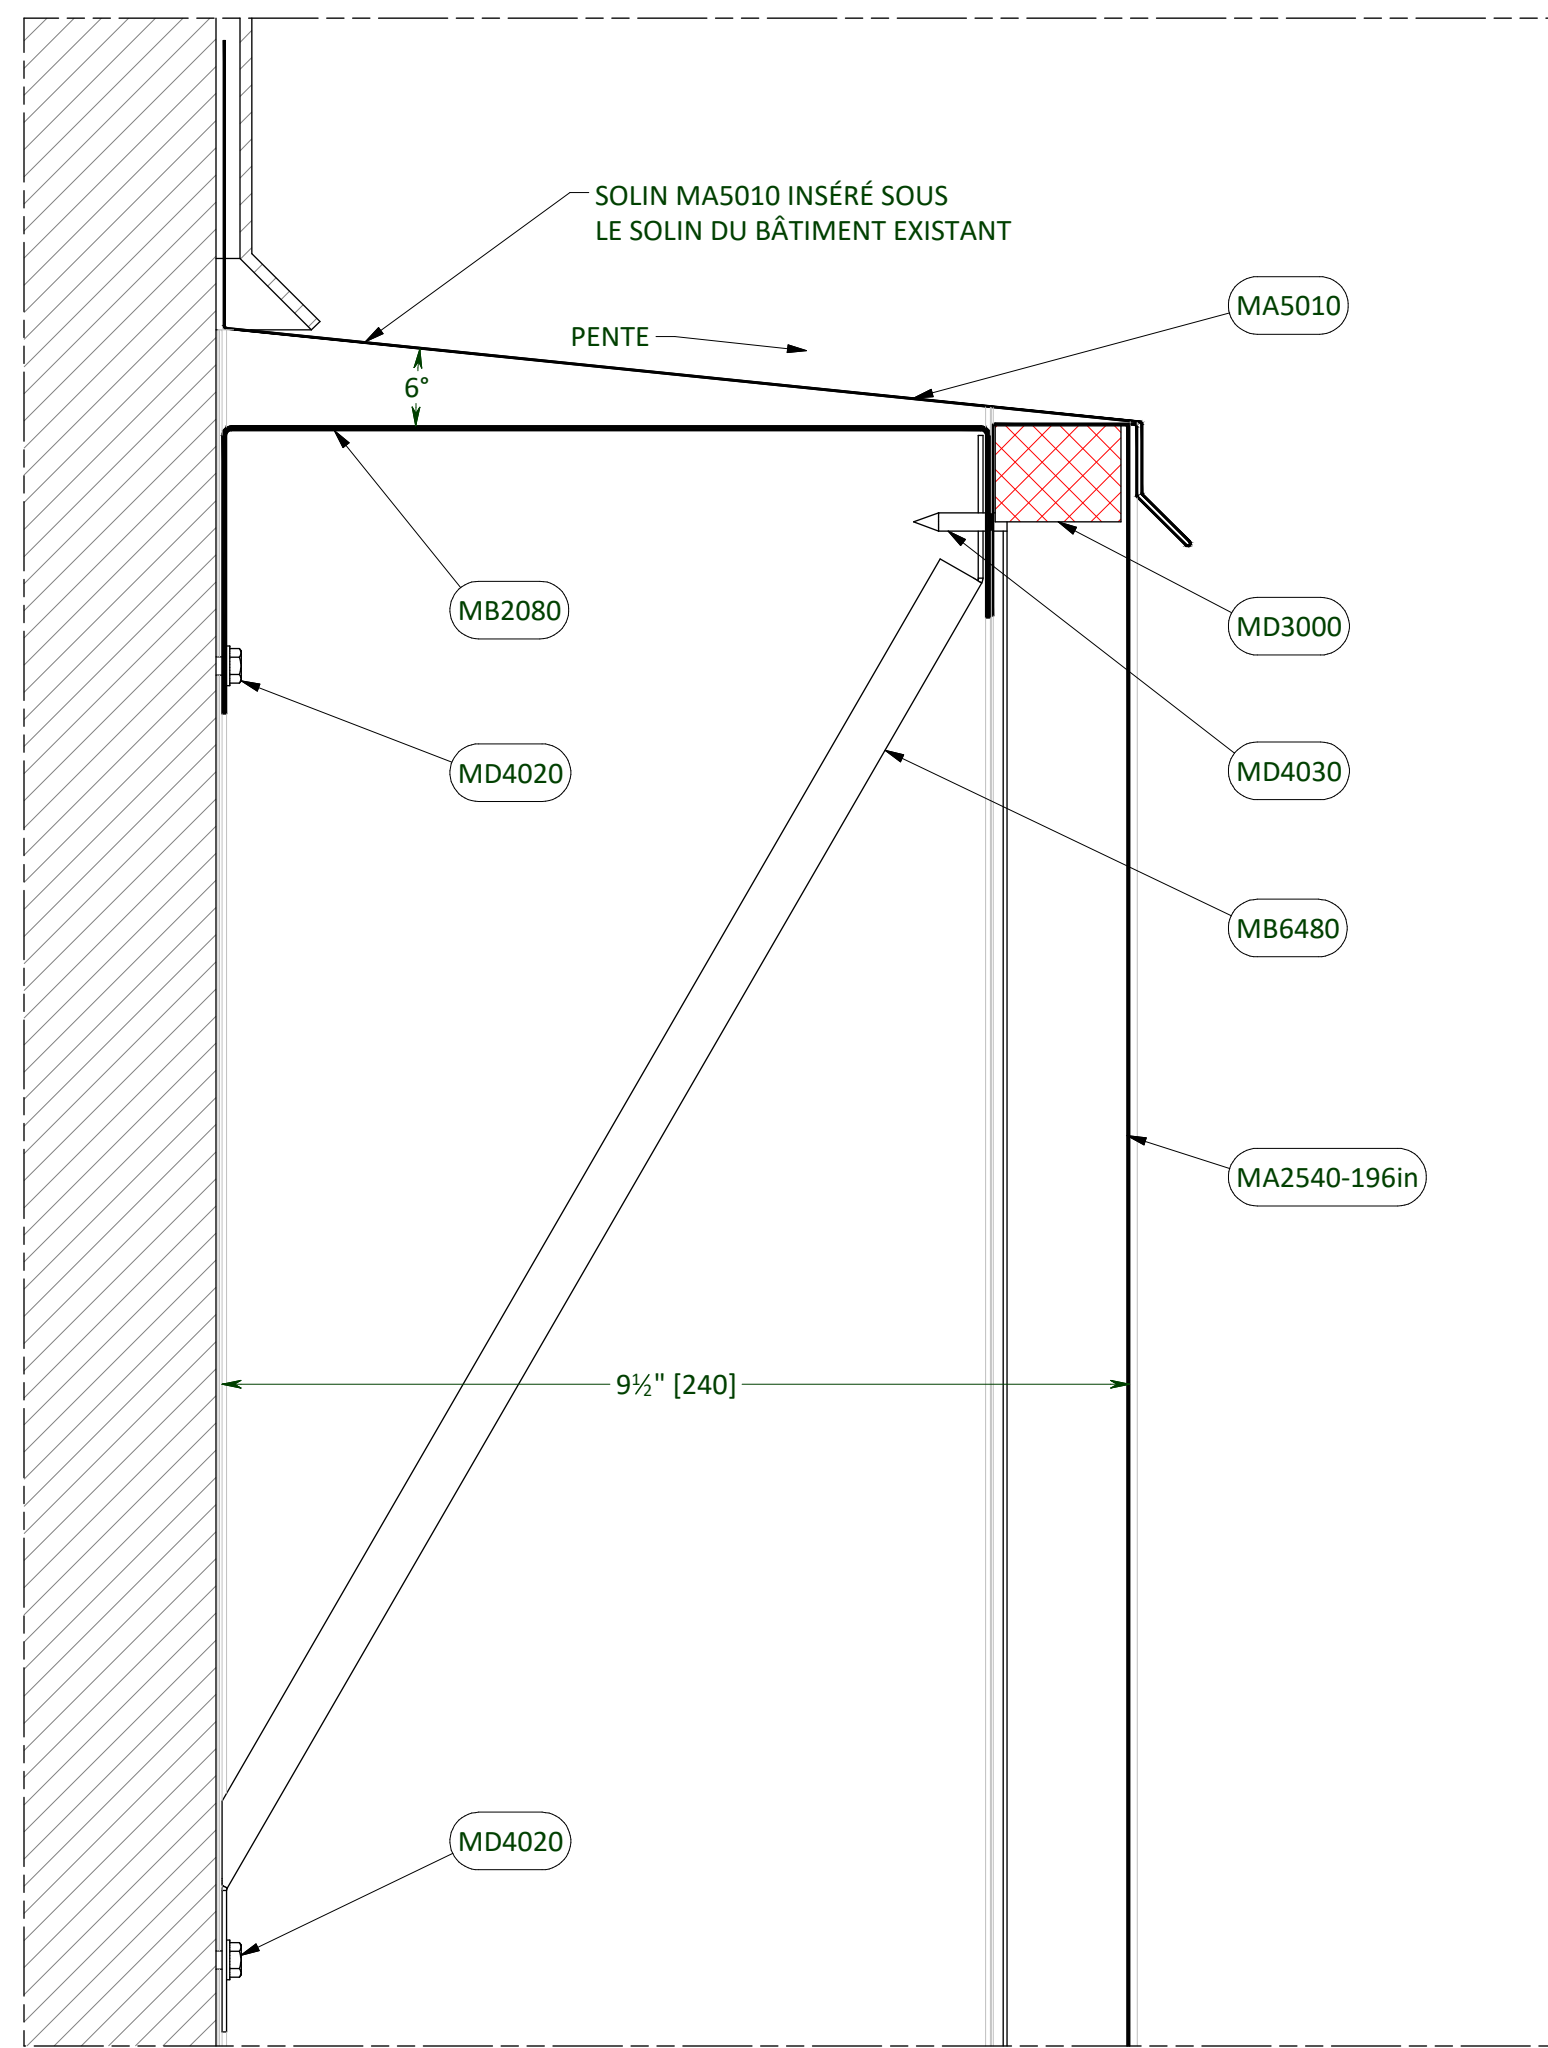 SOLIN MA5010 INSÉRÉ SOUS
LE SOLIN DU BÂTIMENT EXISTANT
MA5010
PENTE
6°
MB2080
MD3000
MD4020
MD4030
MB6480
MA2540-196in
9½" [240]
MD4020